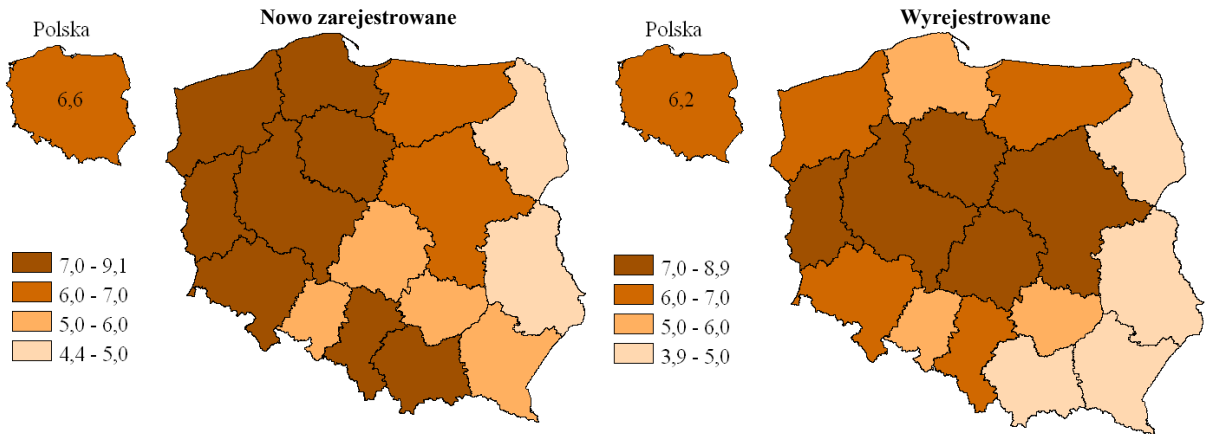 Nowo zarejestrowane
Polska
6,6
7,0 - 9,1
6,0 - 7,0
5,0 - 6,0
4,4 - 5,0
Wyrejestrowane
Polska
6,2
7,0 - 8,9
6,0 - 7,0
5,0 - 6,0
3,9 - 5,0